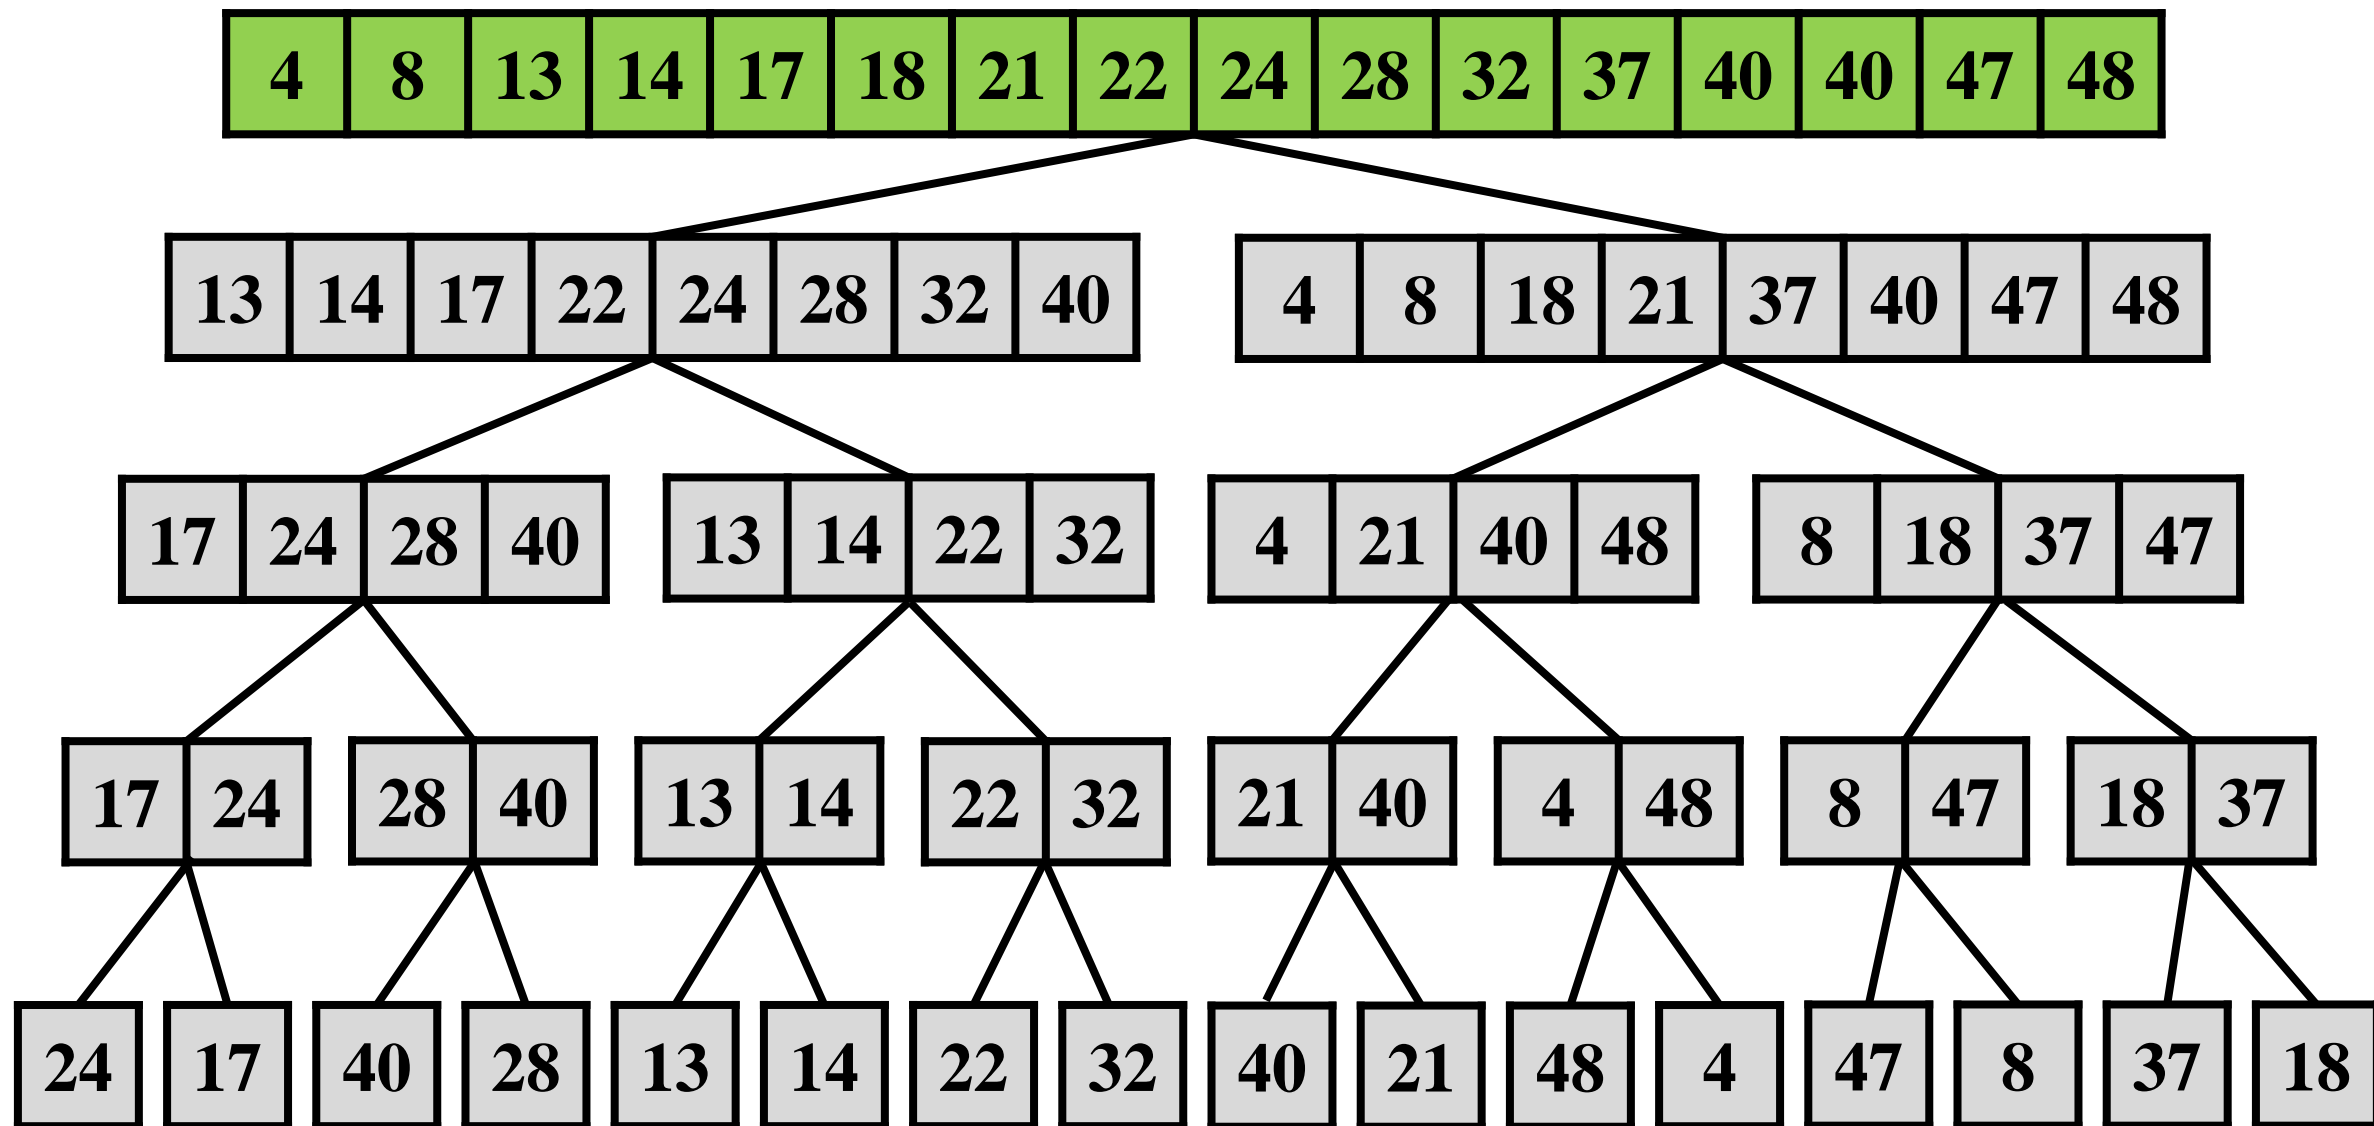 4 8 13 14 17 18 21 22 24 28 32 37 40 40 47 48
13 14 17 22 24 28 32 40 4 8 18 21 37 40 47 48
17 24 28 40 13 14 22 32 4 21 40 48 8 18 37 47
17 24 28 40 13 14 22 32 21 40 4 48 8 47 18 37
24 17 40 28 13 14 22 32 40 21 48 4 47 8 37 18